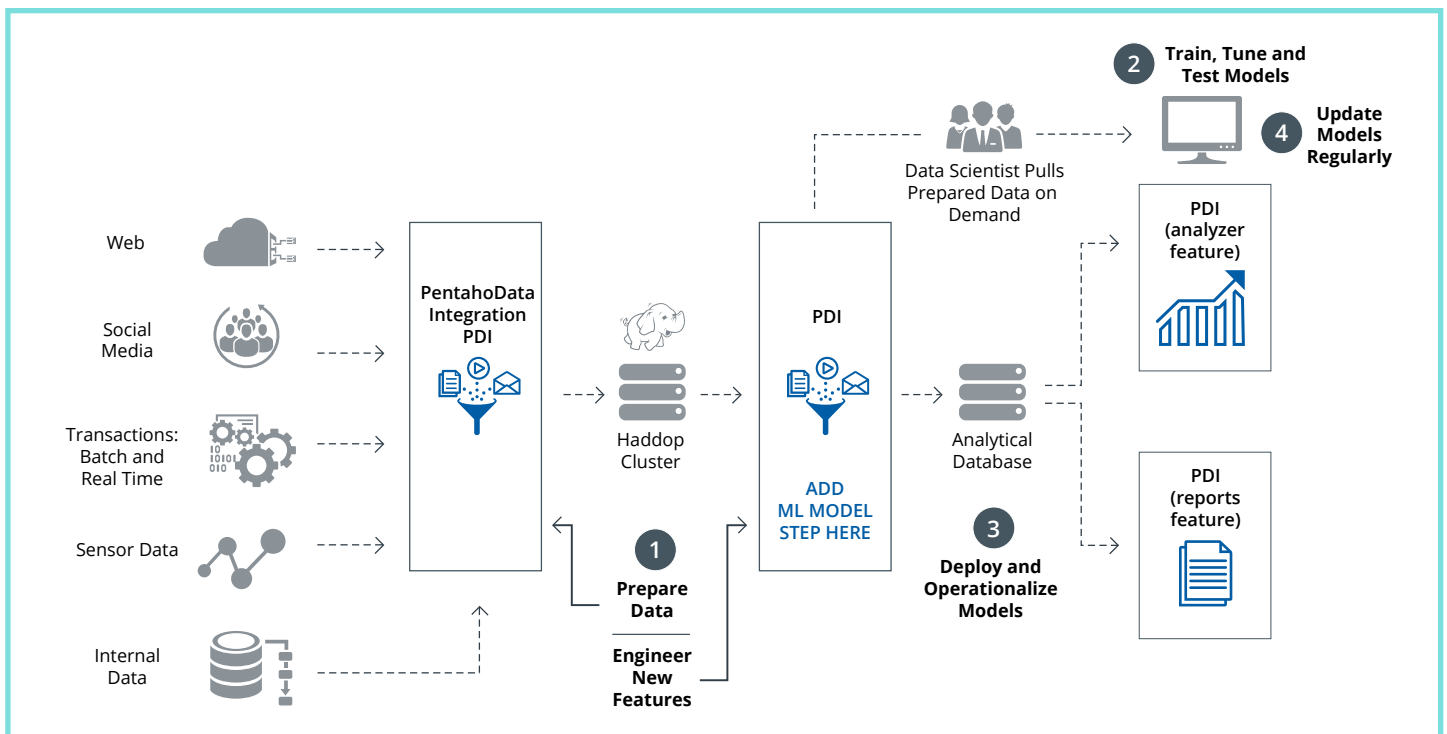 Web
Social
Media
Transactions:
Batch and
Real Time
Sensor Data
Internal
Data
PentahoData
Integration
PDI
Haddop
Cluster
1
Prepare
Data
Engineer
New
Features
PDI
ADD
ML MODEL
STEP HERE
Data Scientist Pulls
Prepared Data on
Demand
2
Train, Tune and
Test Models
4
Update
Models
Regularly
Analytical
Database
3
Deploy and
Operationalize
Models
PDI
(analyzer
feature)
PDI
(reports
feature)
10
10101
010